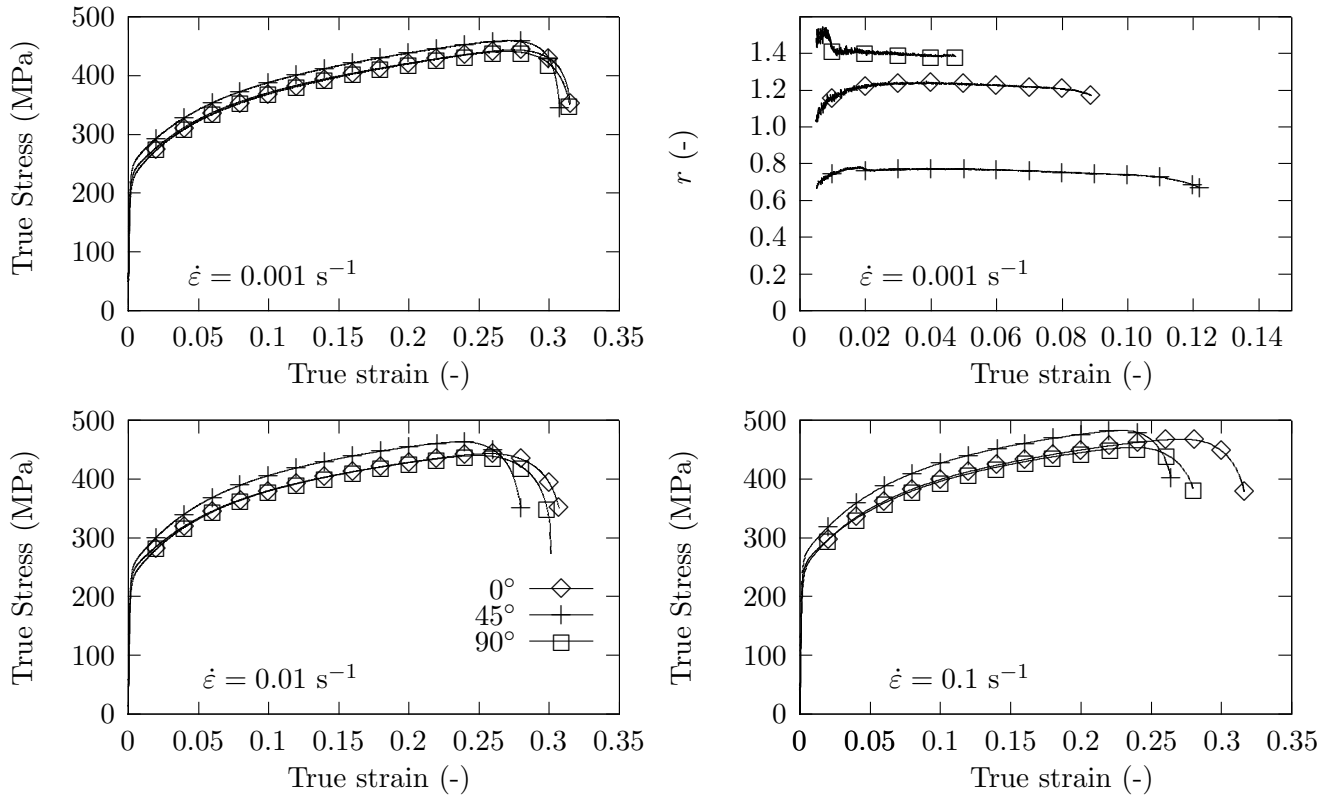 500
400
300
200
100
0
True Stress (MPa)
0 0.05 0.1 0.15 0.2 0.25 0.3 0.35
True strain (-)
ε̇ = 0.001 s⁻¹
1.4
1.2
1.0
0.8
0.6
0.4
0.2
0
r (-)
0 0.02 0.04 0.06 0.08 0.10 0.12 0.14
True strain (-)
ε̇ = 0.001 s⁻¹
500
400
300
200
100
0
True Stress (MPa)
0 0.05 0.1 0.15 0.2 0.25 0.3 0.35
True strain (-)
0°
45°
90°
ε̇ = 0.01 s⁻¹
500
400
300
200
100
0
True Stress (MPa)
0 0.05 0.1 0.15 0.2 0.25 0.3 0.35
True strain (-)
ε̇ = 0.1 s⁻¹